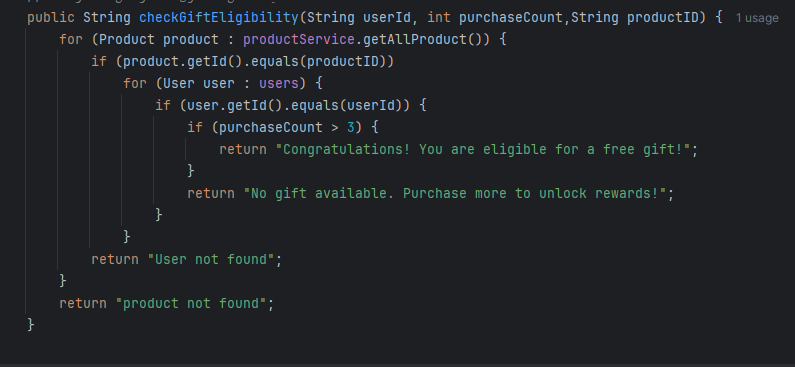 public String checkGiftEligibility(String userId, int purchaseCount,String productID) { 1 usage
for (Product product : productService.getAllProduct()) {
if (product.getId().equals(productID))
for (User user : users) {
if (user.getId().equals(userId)) {
if (purchaseCount > 3) {
return "Congratulations! You are eligible for a free gift!";
}
return "No gift available. Purchase more to unlock rewards!";
}
}
return "User not found";
}
return "product not found";
}